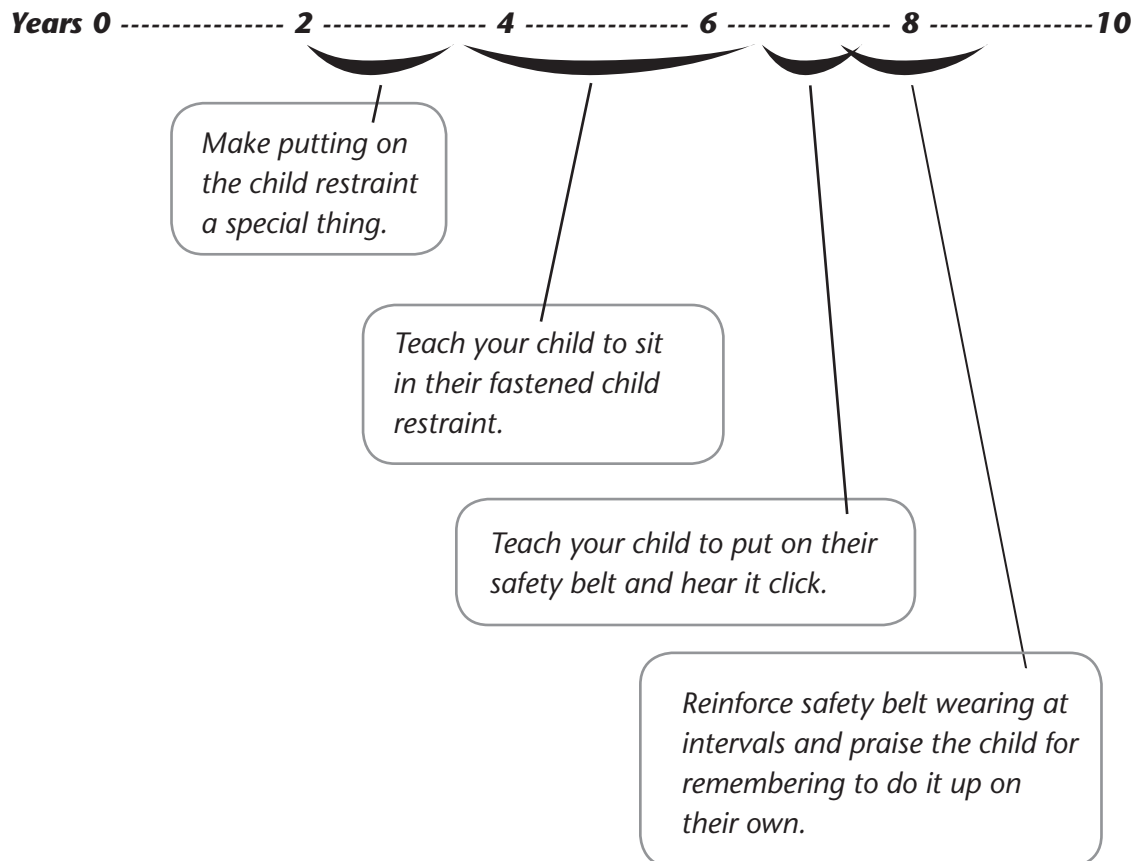 Years 0 --------------- 2 --------------- 4 --------------- 6 --------------- 8 ---------------10
Make putting on
the child restraint
a special thing.
Teach your child to sit
in their fastened child
restraint.
Teach your child to put on their
safety belt and hear it click.
Reinforce safety belt wearing at
intervals and praise the child for
remembering to do it up on
their own.